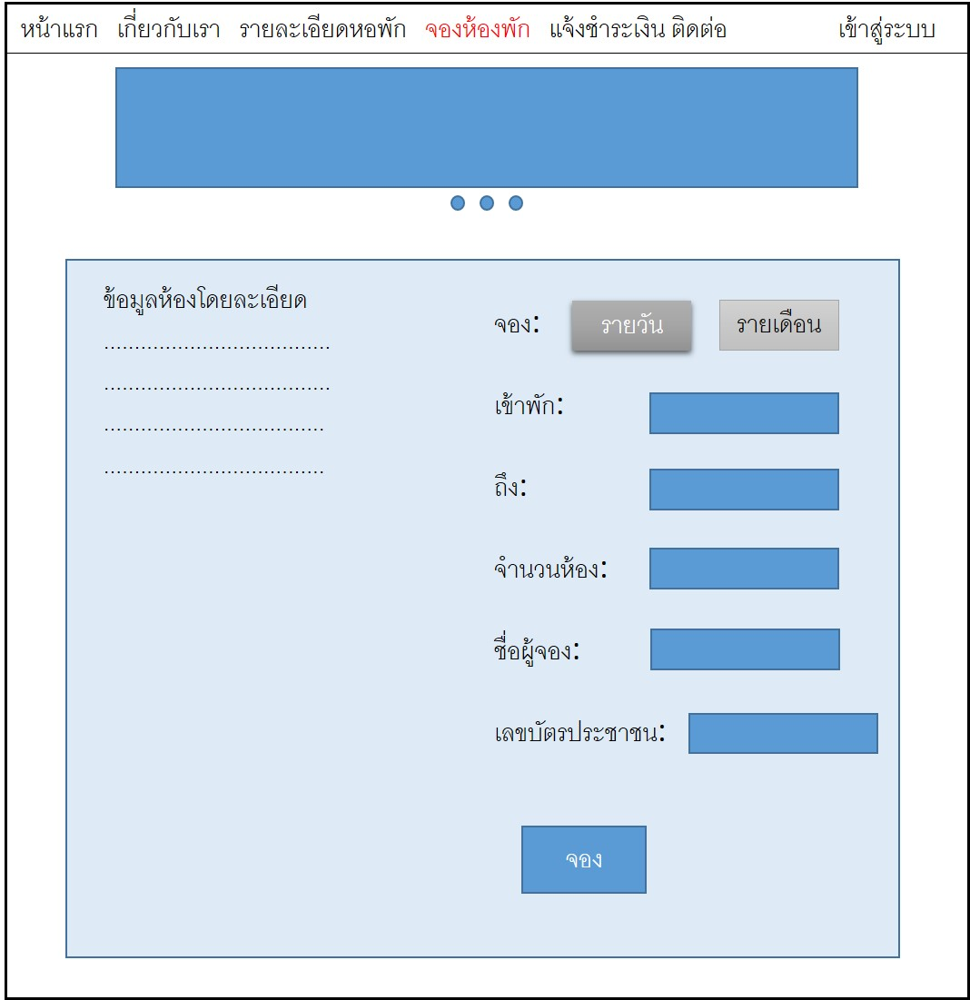 หน้าแรก เกี่ยวกับเรา รายละเอียดหอพัก จองห้องพัก แจ้งชำระเงิน ติดต่อ เข้าสู่ระบบ
ข้อมูลห้องโดยละเอียด
.....................................
.....................................
....................................
....................................
จอง: รายวัน รายเดือน
เข้าพัก:
ถึง:
จำนวนห้อง:
ชื่อผู้จอง:
เลขบัตรประชาชน:
จอง